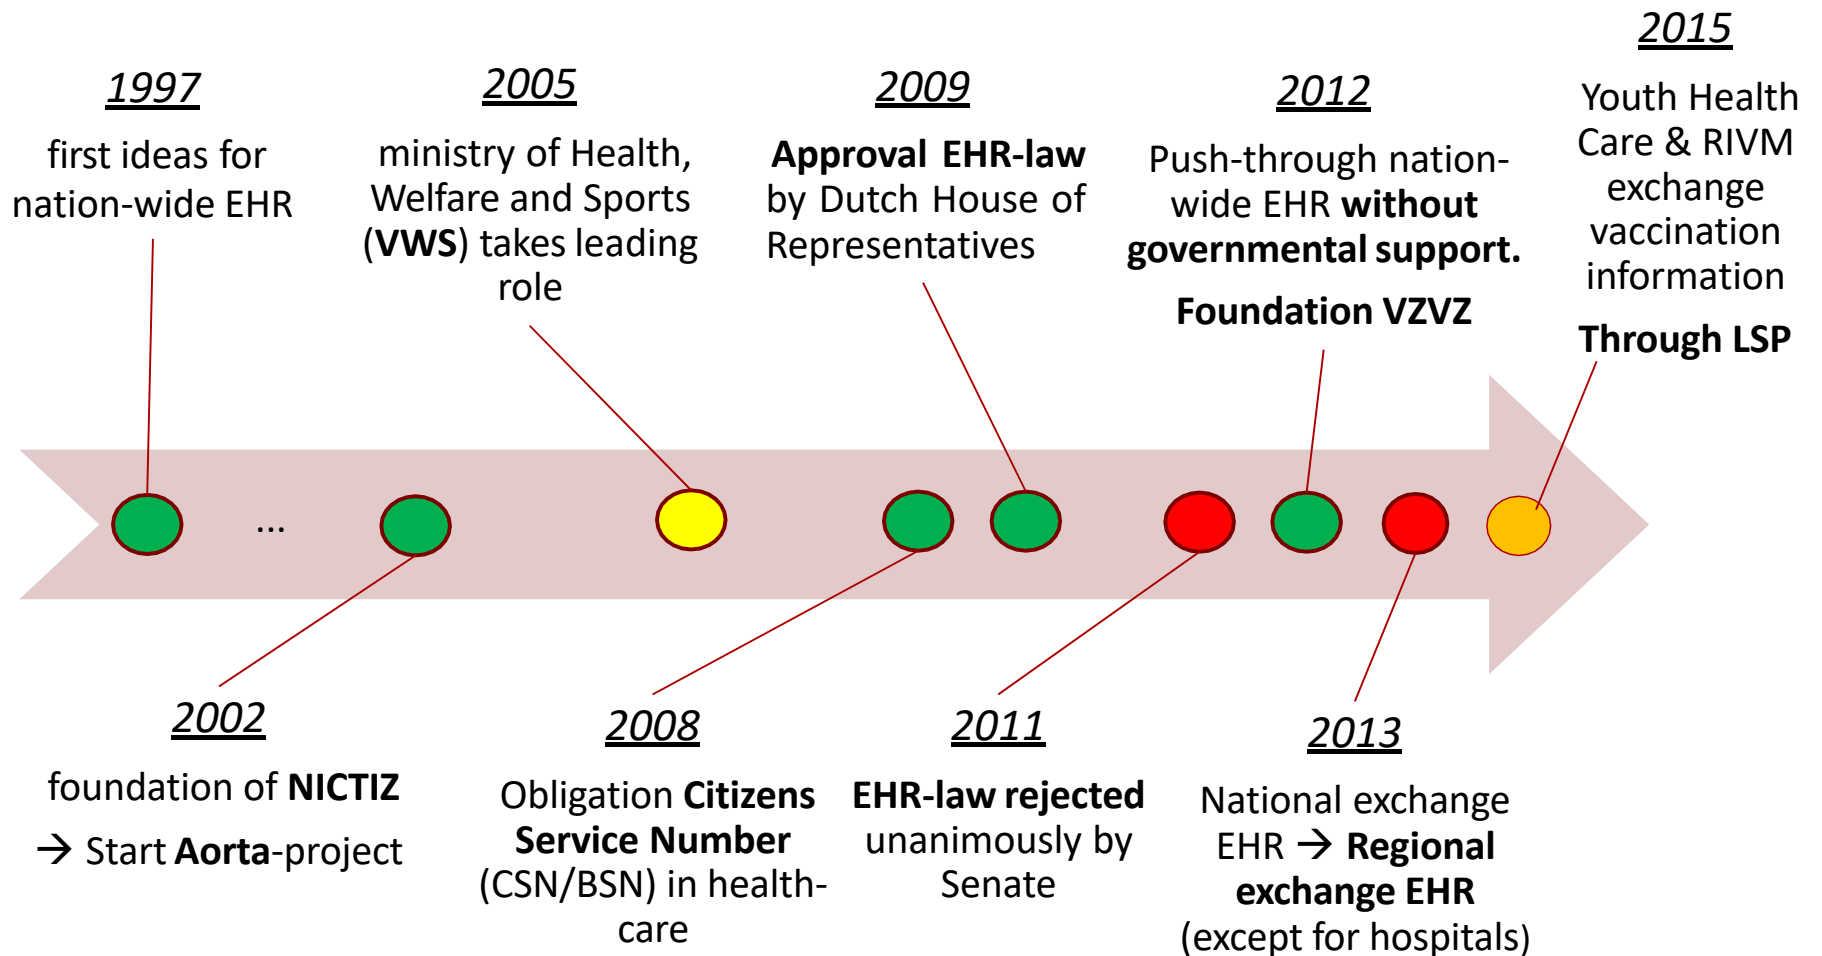 1997
first ideas for
nation-wide EHR
2005
ministry of Health,
Welfare and Sports
(VWS) takes leading
role
2009
Approval EHR-law
by Dutch House of
Representatives
2012
Push-through nation-
wide EHR without
governmental support.
Foundation VZVZ
2015
Youth Health
Care & RIVM
exchange
vaccination
information
Through LSP
...
2002
foundation of NICTIZ
→ Start Aorta-project
2008
Obligation Citizens
Service Number
(CSN/BSN) in health-
care
2011
EHR-law rejected
unanimously by
Senate
2013
National exchange
EHR → Regional
exchange EHR
(except for hospitals)